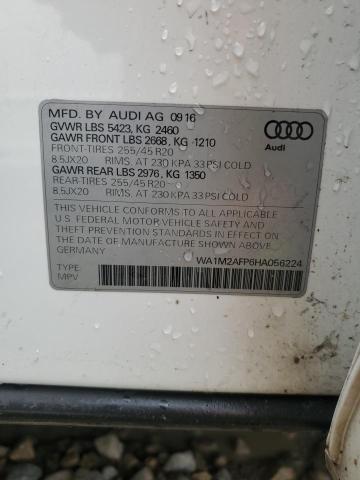 MFD. BY AUDI AG 09 16
GVWR LBS 5423, KG 2460
GAWR FRONT LBS 2668, KG 1210
FRONT-TIRES 255/45 R20
8.5JX20 RIMS. AT 230 KPA 33 PSI COLD
GAWR REAR LBS 2976, KG 1350
REAR-TIRES 255/45 R20
8.5JX20 RIMS. AT 230 KPA 33 PSI COLD
Audi
THIS VEHICLE CONFORMS TO ALL APPLICABLE
U.S. FEDERAL MOTOR VEHICLE SAFETY AND
THEFT PREVENTION STANDARDS IN EFFECT ON
THE DATE OF MANUFACTURE SHOWN ABOVE.
GERMANY
WA1M2AFP6HA056224
TYPE:
MPV